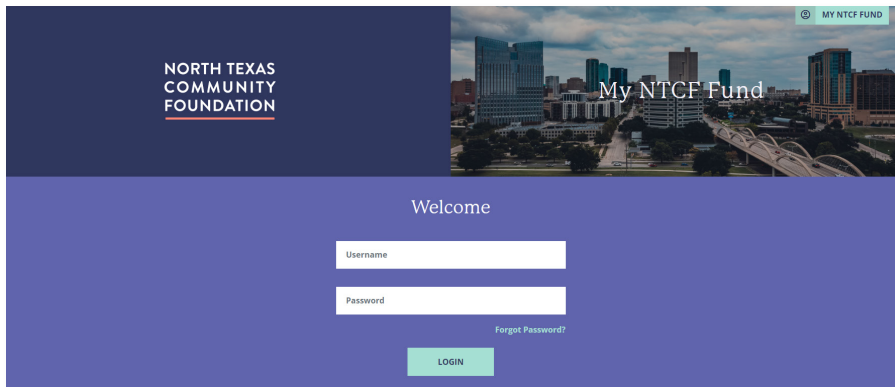 MY NTCF FUND
NORTH TEXAS
COMMUNITY
FOUNDATION
My NTCF Fund
Welcome
Username
Password
Forgot Password?
LOGIN